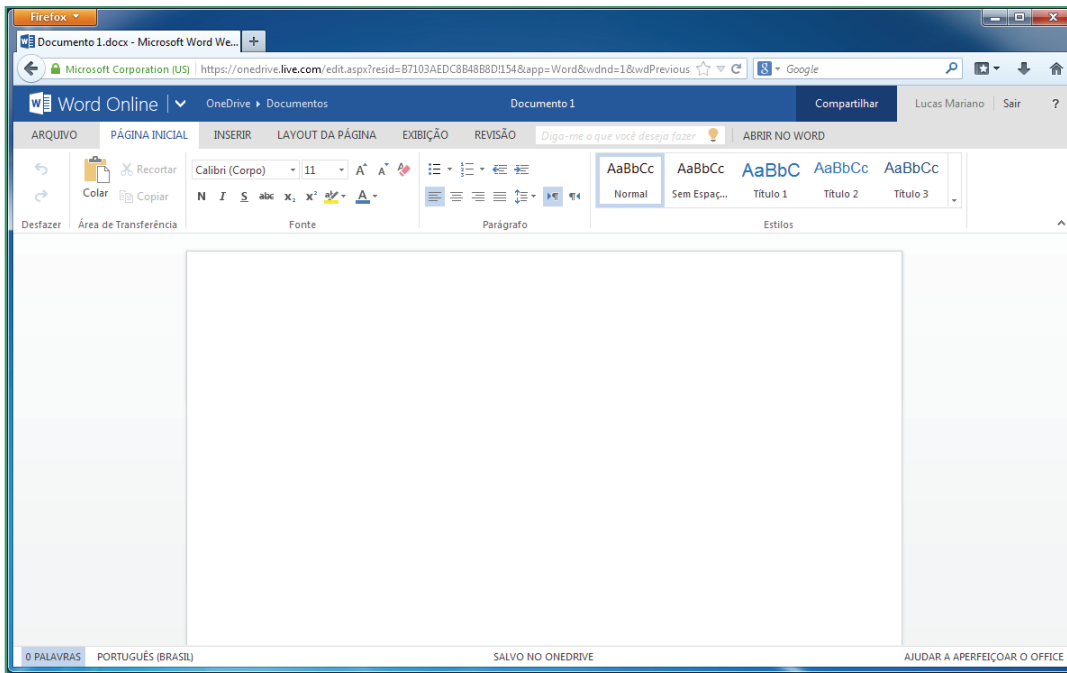 Firefox
Documento 1.docx - Microsoft Word We... +
Microsoft Corporation (US) https://onedrive.live.com/edit.aspx?resid=B7103AEDC8B48B8D!154&app=Word&wdnd=1&wdPrevious Google
Word Online OneDrive Documentos Documento 1 Compartilhar Lucas Mariano Sair ?
ARQUIVO PÁGINA INICIAL INSERIR LAYOUT DA PÁGINA EXIBIÇÃO REVISÃO Diga-me o que você deseja fazer ABRIR NO WORD
Recortar Calibri (Corpo) 11 A A AaBbCc AaBbCc AaBbC AaBbCc AaBbCc
Colar Copiar N I S abc x₂ x² ab A Normal Sem Espaç... Título 1 Título 2 Título 3
Desfazer Área de Transferência Fonte Parágrafo Estilos
0 PALAVRAS PORTUGUÊS (BRASIL) SALVO NO ONEDRIVE AJUDAR A APERFEIÇOAR O OFFICE